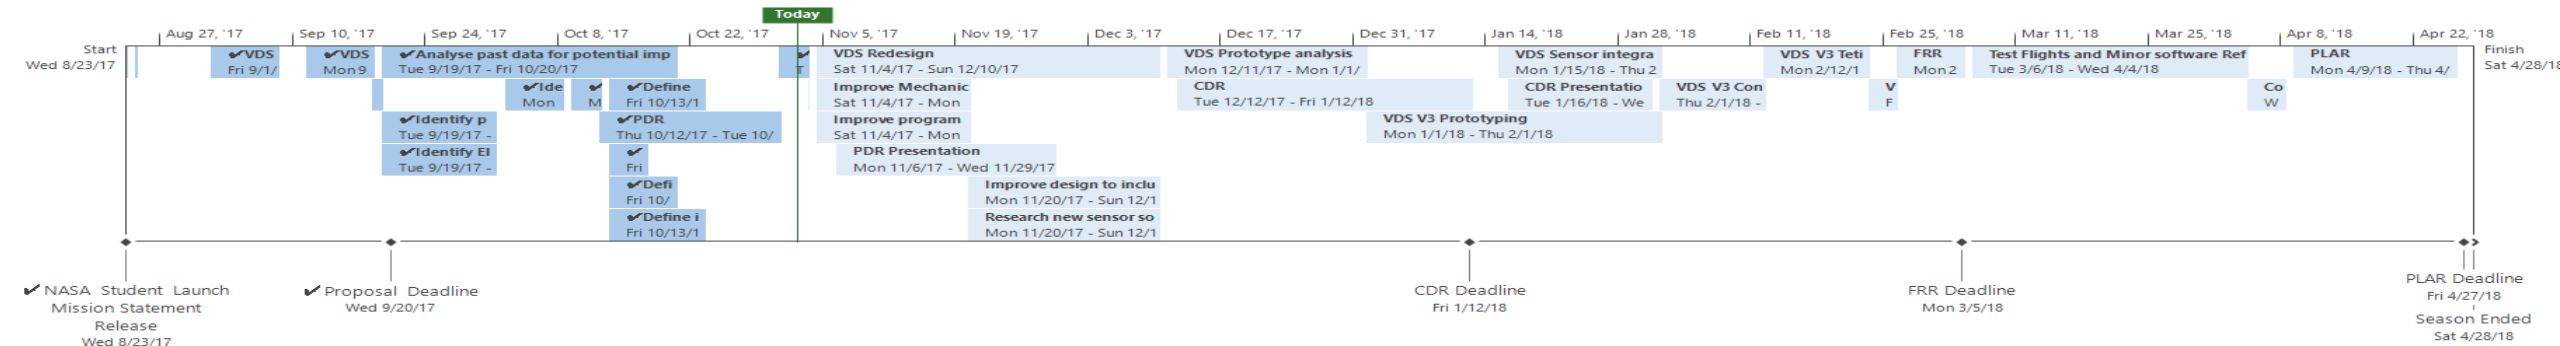 Today
Aug 27, '17
Sep 10, '17
Sep 24, '17
Oct 8, '17
Oct 22, '17
Nov 5, '17
Nov 19, '17
Dec 3, '17
Dec 17, '17
Dec 31, '17
Jan 14, '18
Jan 28, '18
Feb 11, '18
Feb 25, '18
Mar 11, '18
Mar 25, '18
Apr 8, '18
Apr 22, '18
Start
Wed 8/23/17
✔VDS
Fri 9/1/
✔VDS
Mon 9
✔Analyse past data for potential imp
Tue 9/19/17 - Fri 10/20/17
✔
T
VDS Redesign
Sat 11/4/17 - Sun 12/10/17
VDS Prototype analysis
Mon 12/11/17 - Mon 1/1/
VDS Sensor integra
Mon 1/15/18 - Thu 2
VDS V3 Teti
Mon 2/12/1
FRR
Mon 2
Test Flights and Minor software Ref
Tue 3/6/18 - Wed 4/4/18
PLAR
Mon 4/9/18 - Thu 4/
Finish
Sat 4/28/18
✔Ide
Mon
✔
M
✔Define
Fri 10/13/1
Improve Mechanic
Sat 11/4/17 - Mon
CDR
Tue 12/12/17 - Fri 1/12/18
CDR Presentatio
Tue 1/16/18 - We
VDS V3 Con
Thu 2/1/18 -
V
F
Co
W
✔Identify p
Tue 9/19/17 -
✔PDR
Thu 10/12/17 - Tue 10/
Improve program
Sat 11/4/17 - Mon
VDS V3 Prototyping
Mon 1/1/18 - Thu 2/1/18
✔Identify El
Tue 9/19/17 -
✔
Fri
PDR Presentation
Mon 11/6/17 - Wed 11/29/17
✔Defi
Fri 10/
Improve design to inclu
Mon 11/20/17 - Sun 12/1
✔Define i
Fri 10/13/1
Research new sensor so
Mon 11/20/17 - Sun 12/1
✔NASA Student Launch
Mission Statement
Release
Wed 8/23/17
✔Proposal Deadline
Wed 9/20/17
CDR Deadline
Fri 1/12/18
FRR Deadline
Mon 3/5/18
PLAR Deadline
Fri 4/27/18
Season Ended
Sat 4/28/18